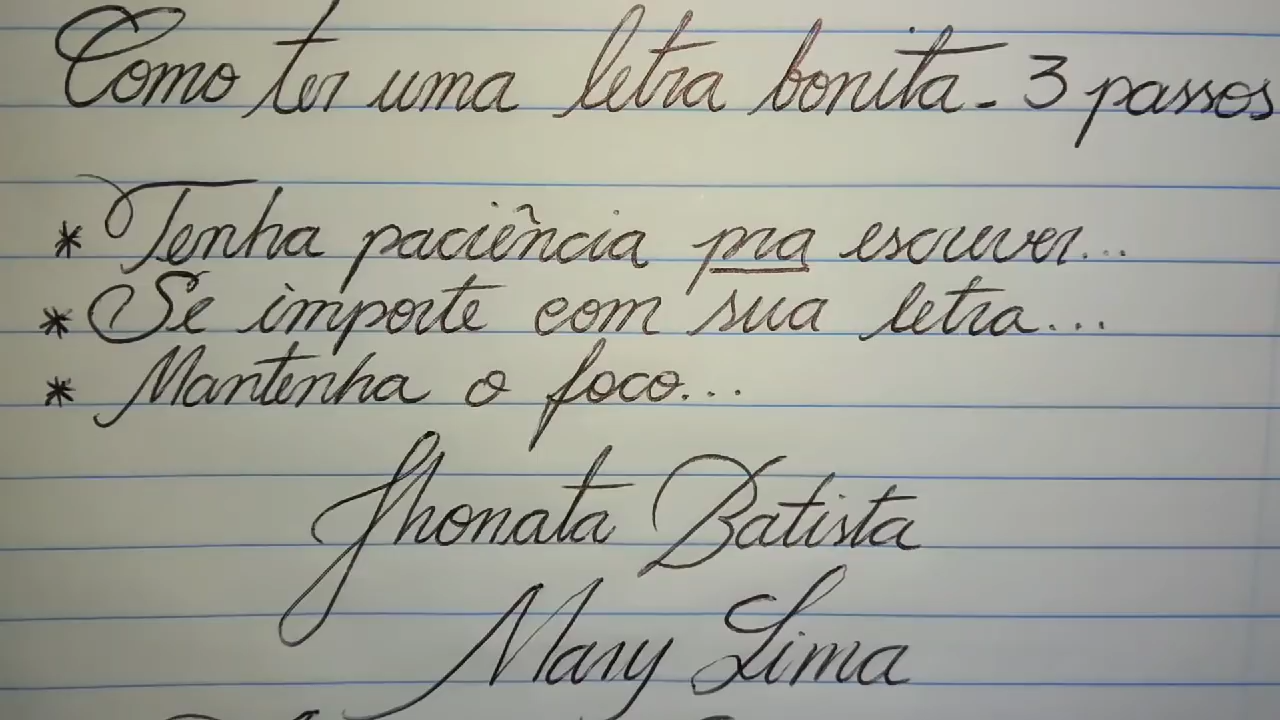 Como ter uma letra bonita - 3 passos
* Tenha paciência pra escrever...
* Se importe com sua letra...
* Mantenha o foco...
Jhonata Batista
Mary Lima